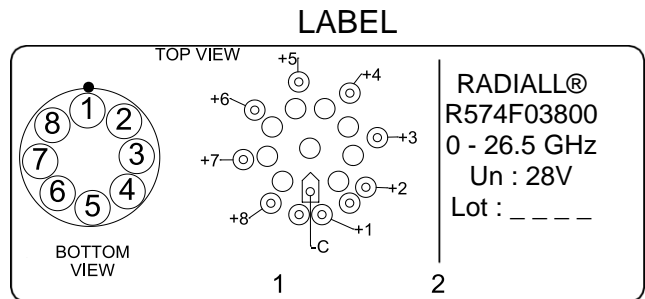 LABEL
TOP VIEW
+5
+4
+6
+3
+7
+2
+8
+1
-C
1
2
3
4
5
6
7
8
BOTTOM
VIEW
1
2
RADIALL®
R574F03800
0 - 26.5 GHz
Un : 28V
Lot : _ _ _ _